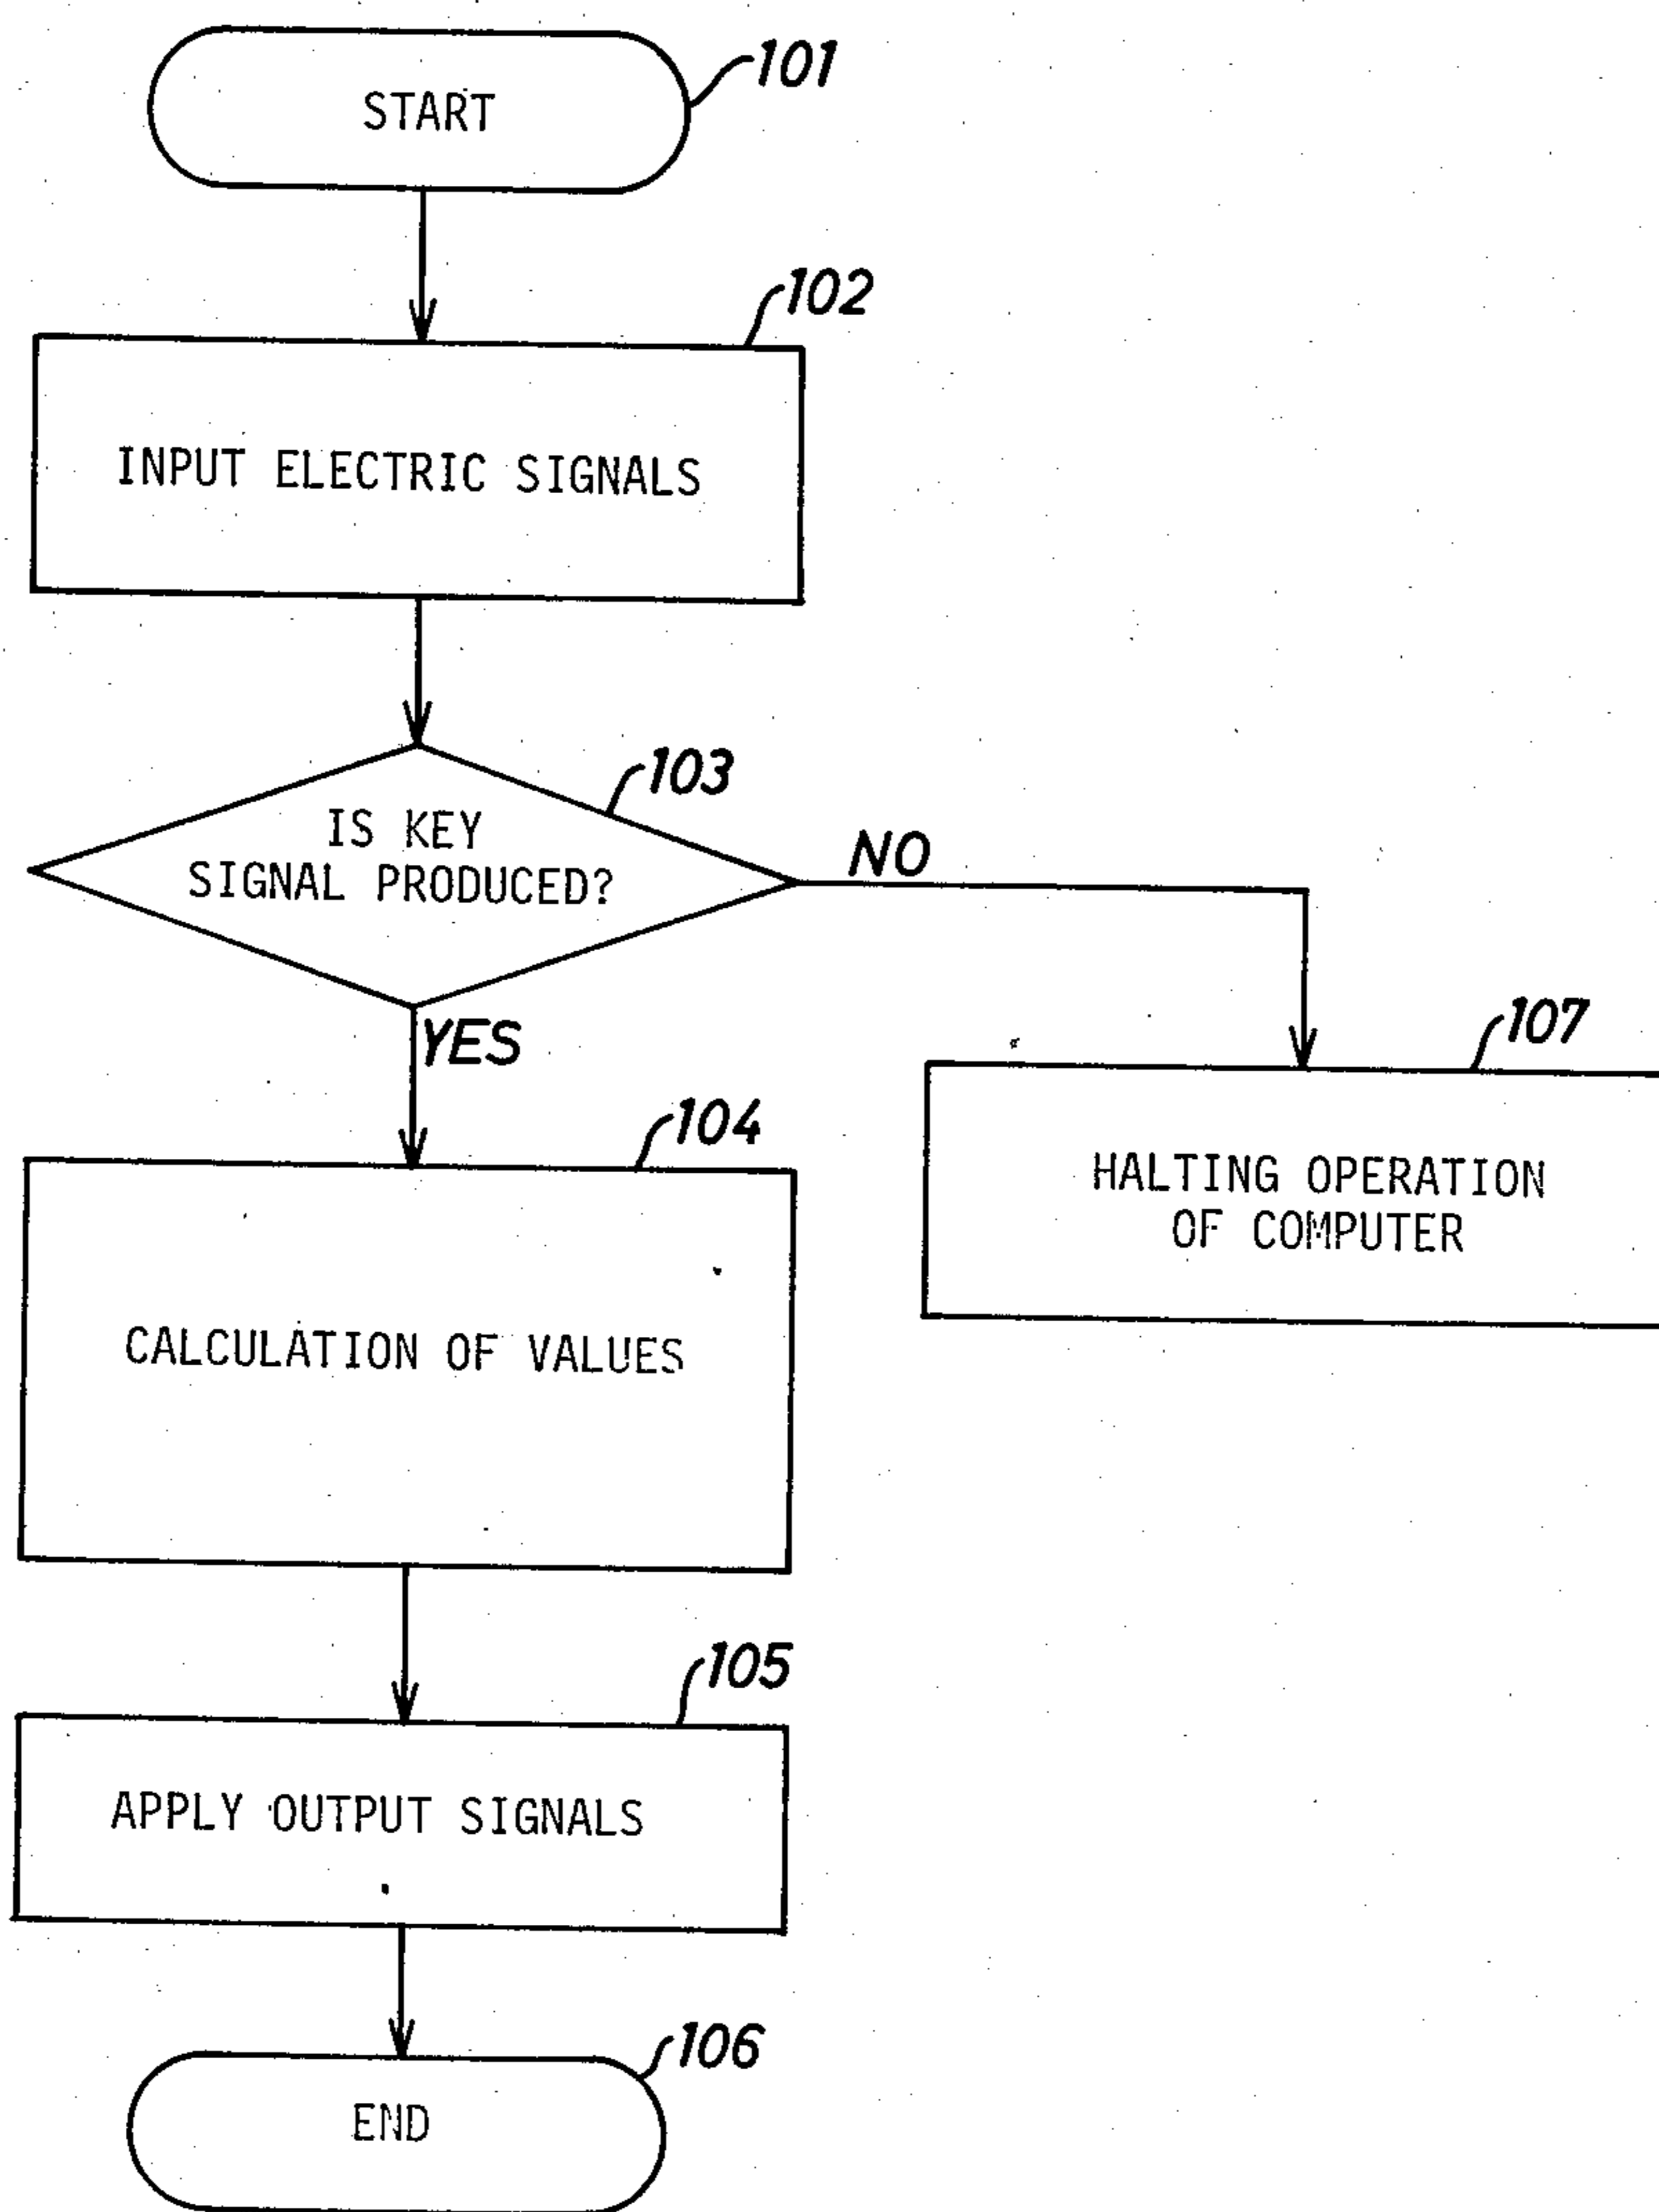 101
START
102
INPUT ELECTRIC SIGNALS
103
IS KEY
SIGNAL PRODUCED?
NO
YES
107
HALTING OPERATION
OF COMPUTER
104
CALCULATION OF VALUES
105
APPLY OUTPUT SIGNALS
106
END